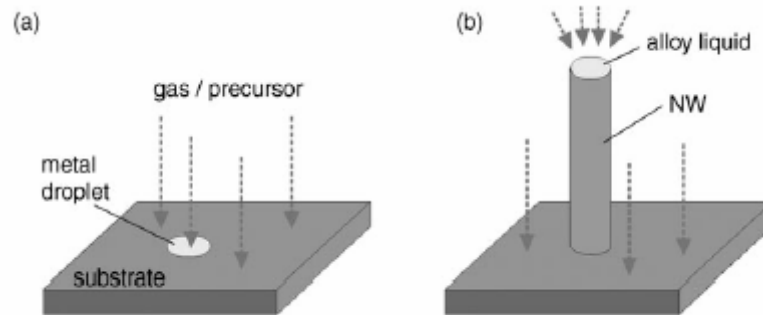 (a)
gas / precursor
metal
droplet
substrate
(b)
alloy liquid
NW